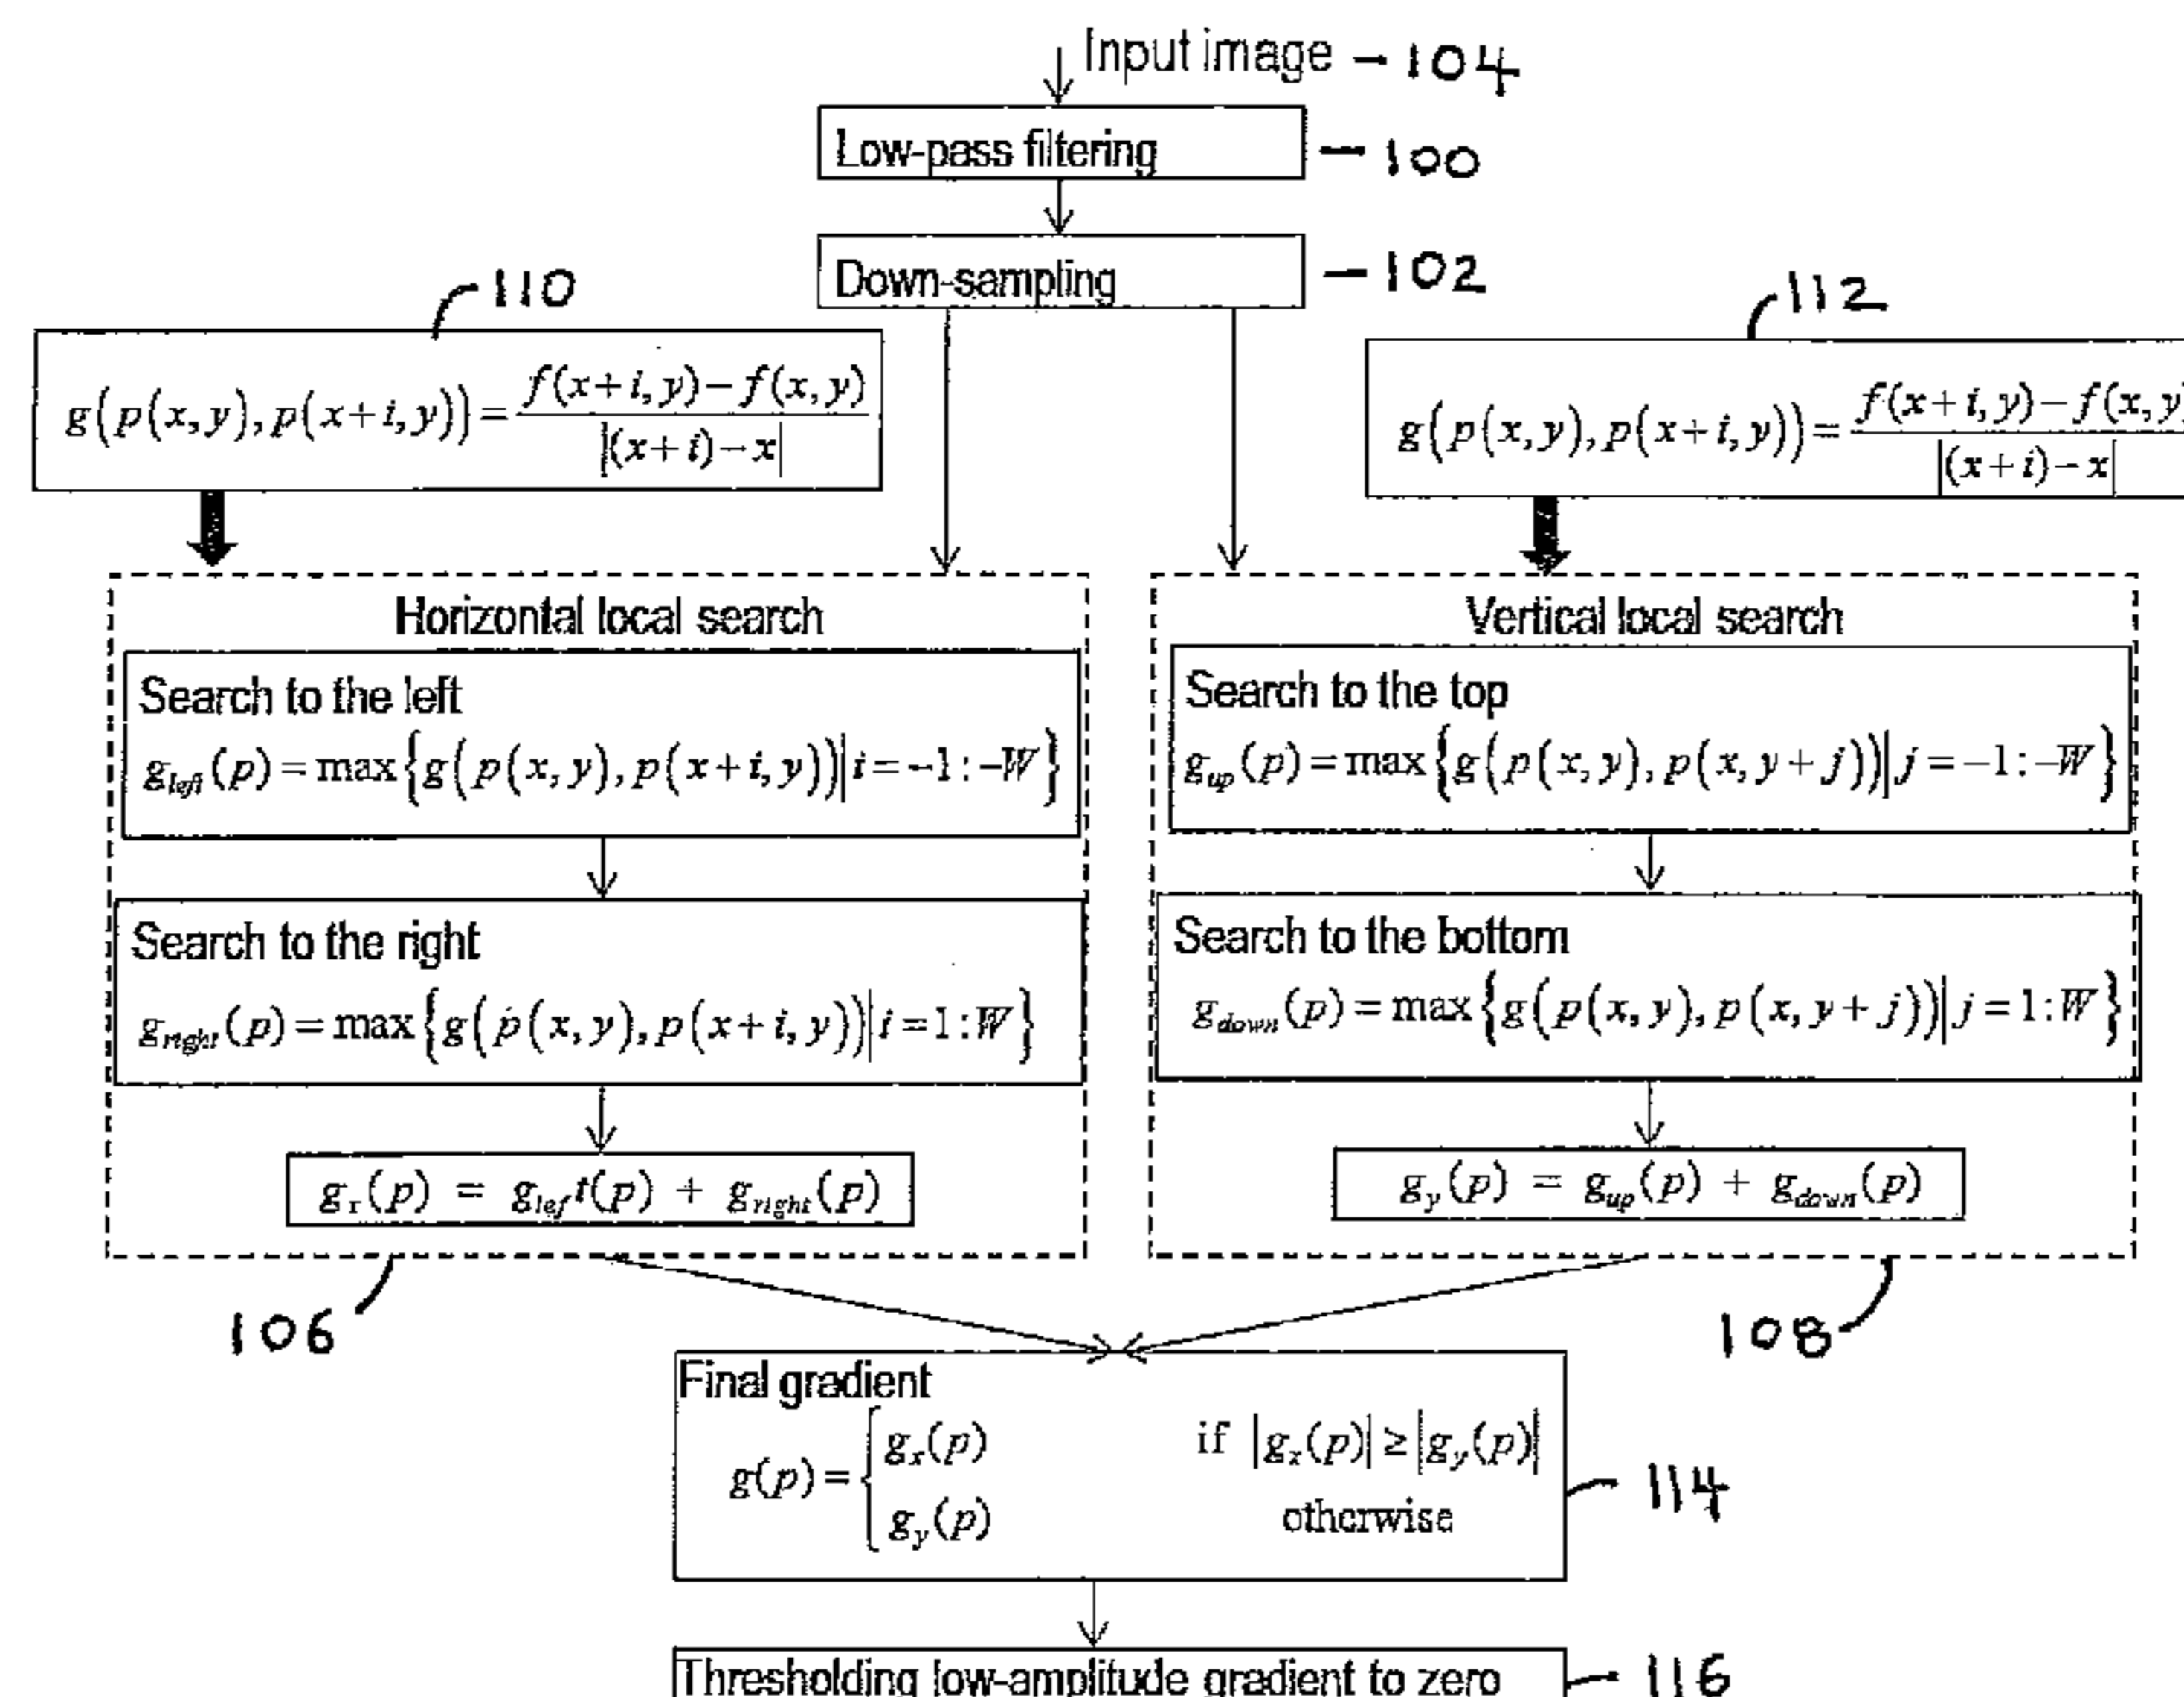 Input image – 104
Low-pass filtering – 100
Down-sampling – 102
110
g(p(x, y), p(x+i, y)) = f(x+i, y) – f(x, y) / |(x+i) – x|
112
g(p(x, y), p(x+i, y)) = f(x+i, y) – f(x, y / |(x+i) – x|
Horizontal local search
Search to the left
g_left(p) = max{g(p(x, y), p(x+i, y))|i = –1:–W}
Search to the right
g_right(p) = max{g(p(x, y), p(x+i, y))|i = 1:W}
g_x(p) = g_lef t(p) + g_right(p)
106
Vertical local search
Search to the top
g_up(p) = max{g(p(x, y), p(x, y+j))|j = –1:–W}
Search to the bottom
g_down(p) = max{g(p(x, y), p(x, y+j))|j = 1:W}
g_y(p) = g_up(p) + g_down(p)
108
Final gradient
g(p) = { g_x(p) if |g_x(p)| ≥ |g_y(p)|
g_y(p) otherwise
114
Thresholding low-amplitude gradient to zero – 116